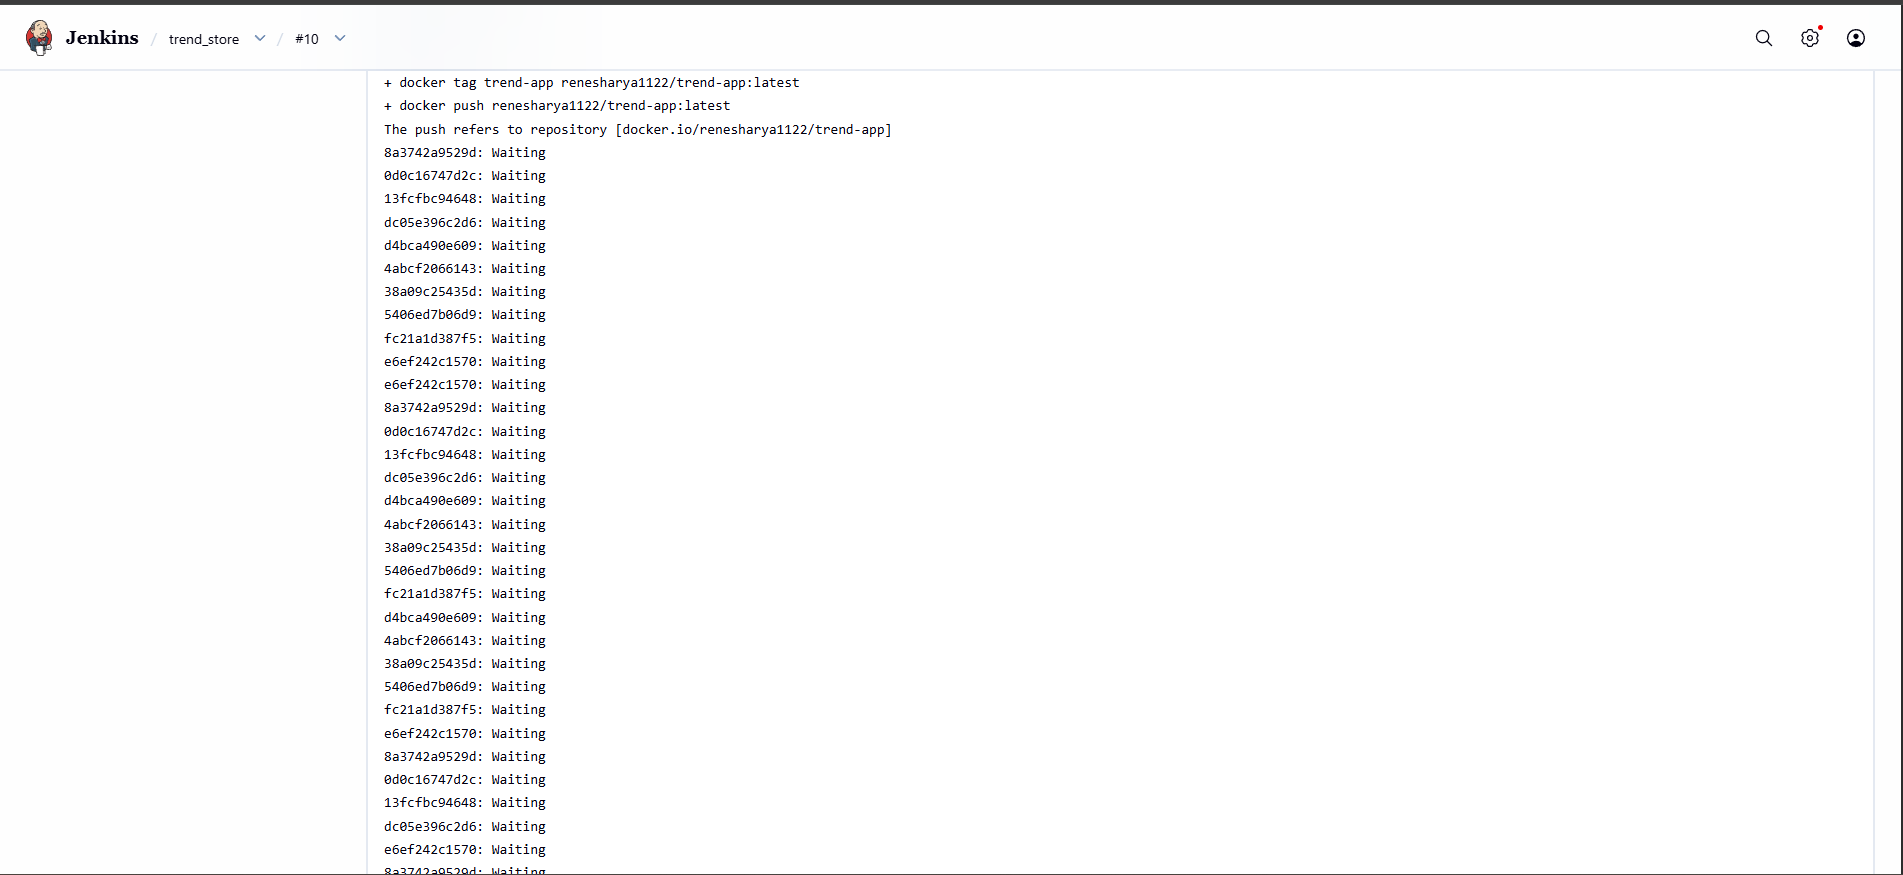 Jenkins / trend_store / #10
+ docker tag trend-app renesharya1122/trend-app:latest
+ docker push renesharya1122/trend-app:latest
The push refers to repository [docker.io/renesharya1122/trend-app]
8a3742a9529d: Waiting
0d0c16747d2c: Waiting
13fcfbc94648: Waiting
dc05e396c2d6: Waiting
d4bca490e609: Waiting
4abcf2066143: Waiting
38a09c25435d: Waiting
5406ed7b06d9: Waiting
fc21a1d387f5: Waiting
e6ef242c1570: Waiting
e6ef242c1570: Waiting
8a3742a9529d: Waiting
0d0c16747d2c: Waiting
13fcfbc94648: Waiting
dc05e396c2d6: Waiting
d4bca490e609: Waiting
4abcf2066143: Waiting
38a09c25435d: Waiting
5406ed7b06d9: Waiting
fc21a1d387f5: Waiting
d4bca490e609: Waiting
4abcf2066143: Waiting
38a09c25435d: Waiting
5406ed7b06d9: Waiting
fc21a1d387f5: Waiting
e6ef242c1570: Waiting
8a3742a9529d: Waiting
0d0c16747d2c: Waiting
13fcfbc94648: Waiting
dc05e396c2d6: Waiting
e6ef242c1570: Waiting
8a3742a9529d: Waiting